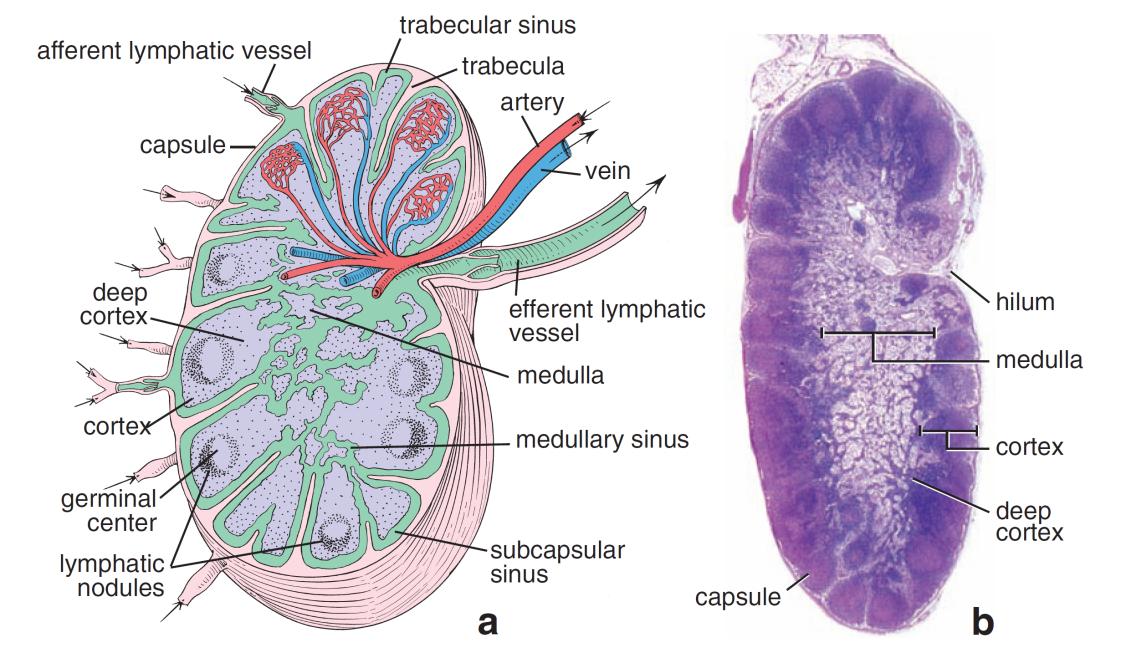 trabecular sinus
afferent lymphatic vessel
trabecula
artery
capsule
vein
deep
cortex
efferent lymphatic
vessel
medulla
cortex
medullary sinus
germinal
center
lymphatic
nodules
subcapsular
sinus
a
hilum
medulla
cortex
deep
cortex
capsule
b